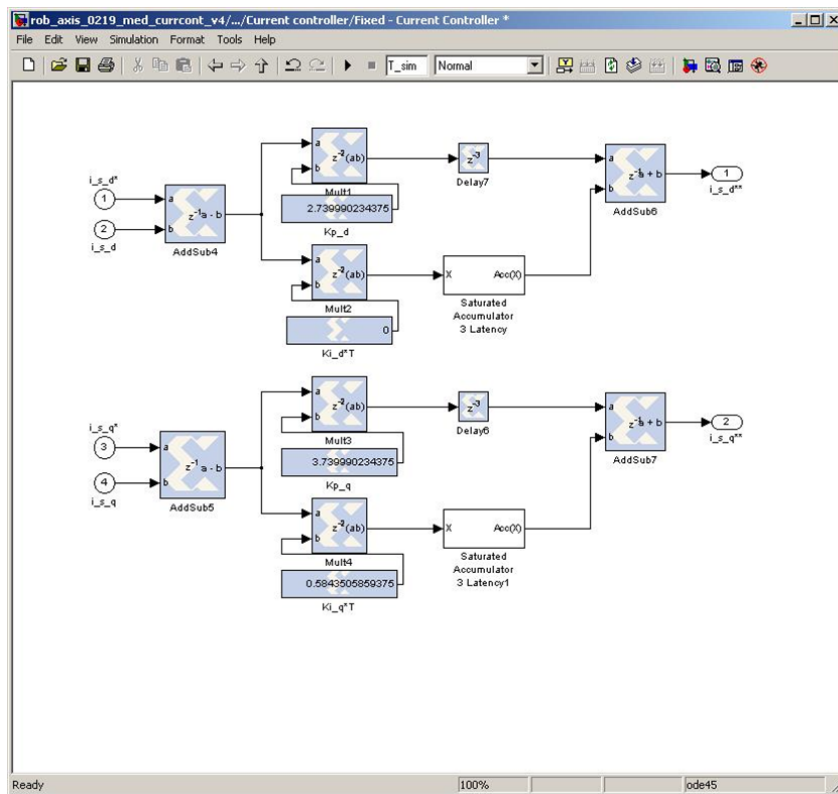 rob_axis_0219_med_currcont_v4/.../Current controller/Fixed - Current Controller *
File Edit View Simulation Format Tools Help
T_sim Normal
i_s_d*
1
2
i_s_d
a
b
z⁻¹ a - b
AddSub4
a
b
z⁻²(ab)
Mult1
2.739990234375
Kp_d
z⁻³
Delay7
a
b
z⁻¹a + b
AddSub6
1
i_s_d**
a
b
z⁻²(ab)
Mult2
0
Ki_d*T
X Acc(X)
Saturated
Accumulator
3 Latency
i_s_q*
3
4
i_s_q
a
b
z⁻¹ a - b
AddSub5
a
b
z⁻²(ab)
Mult3
3.739990234375
Kp_q
z⁻³
Delay6
a
b
z⁻¹a + b
AddSub7
2
i_s_q**
a
b
z⁻²(ab)
Mult4
0.5843505859375
Ki_q*T
X Acc(X)
Saturated
Accumulator
3 Latency1
Ready 100% ode45